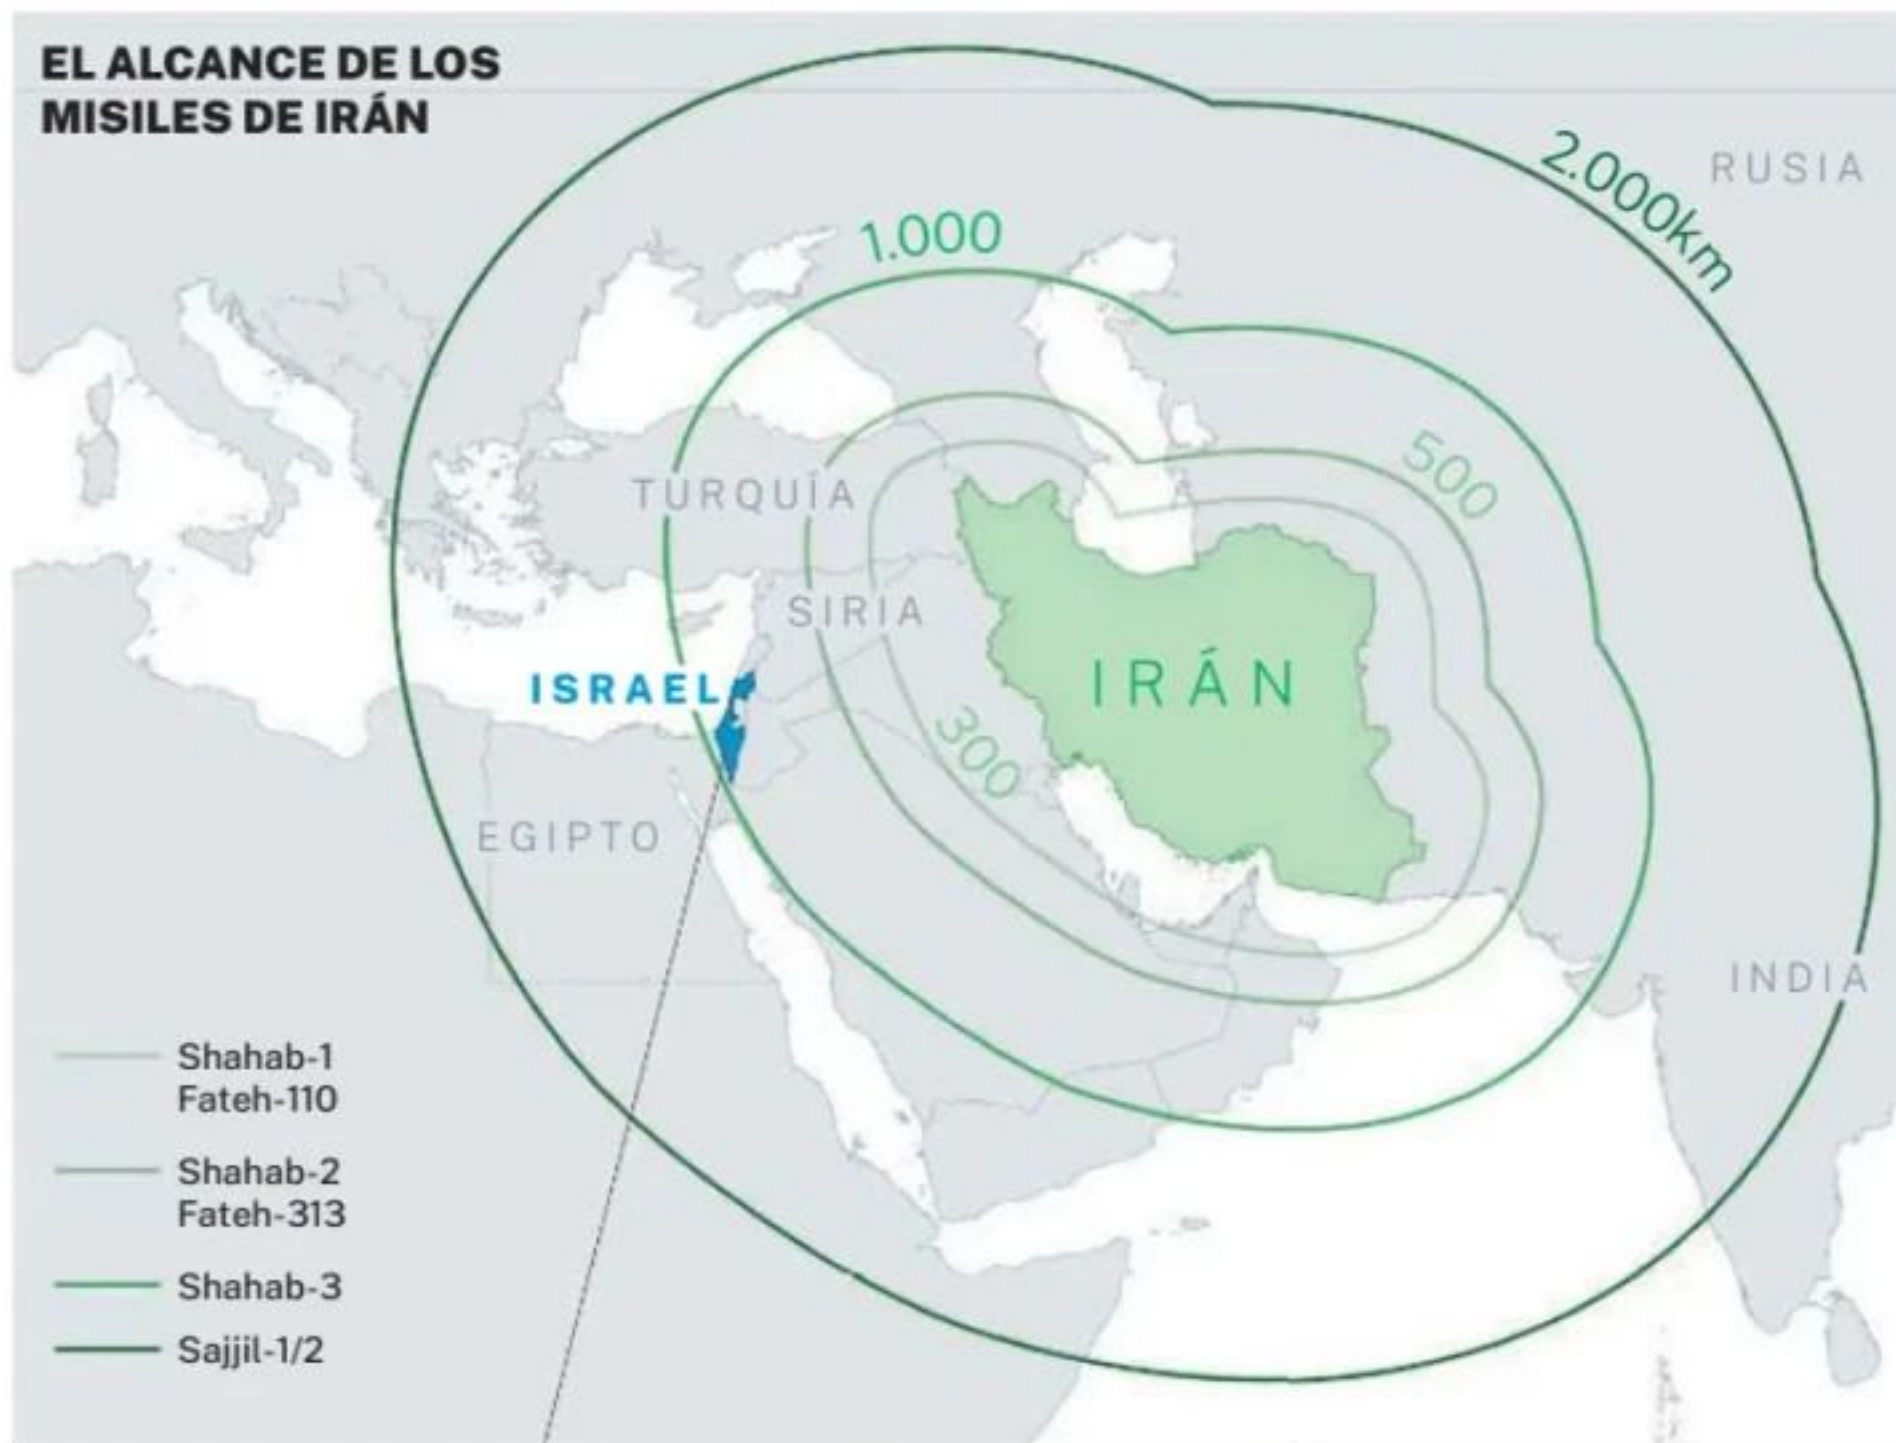 EL ALCANCE DE LOS
MISILES DE IRÁN
2.000km
RUSIA
1.000
500
TURQUÍA
SIRIA
ISRAEL
IRÁN
300
EGIPTO
INDIA
Shahab-1
Fateh-110
Shahab-2
Fateh-313
Shahab-3
Sajjil-1/2